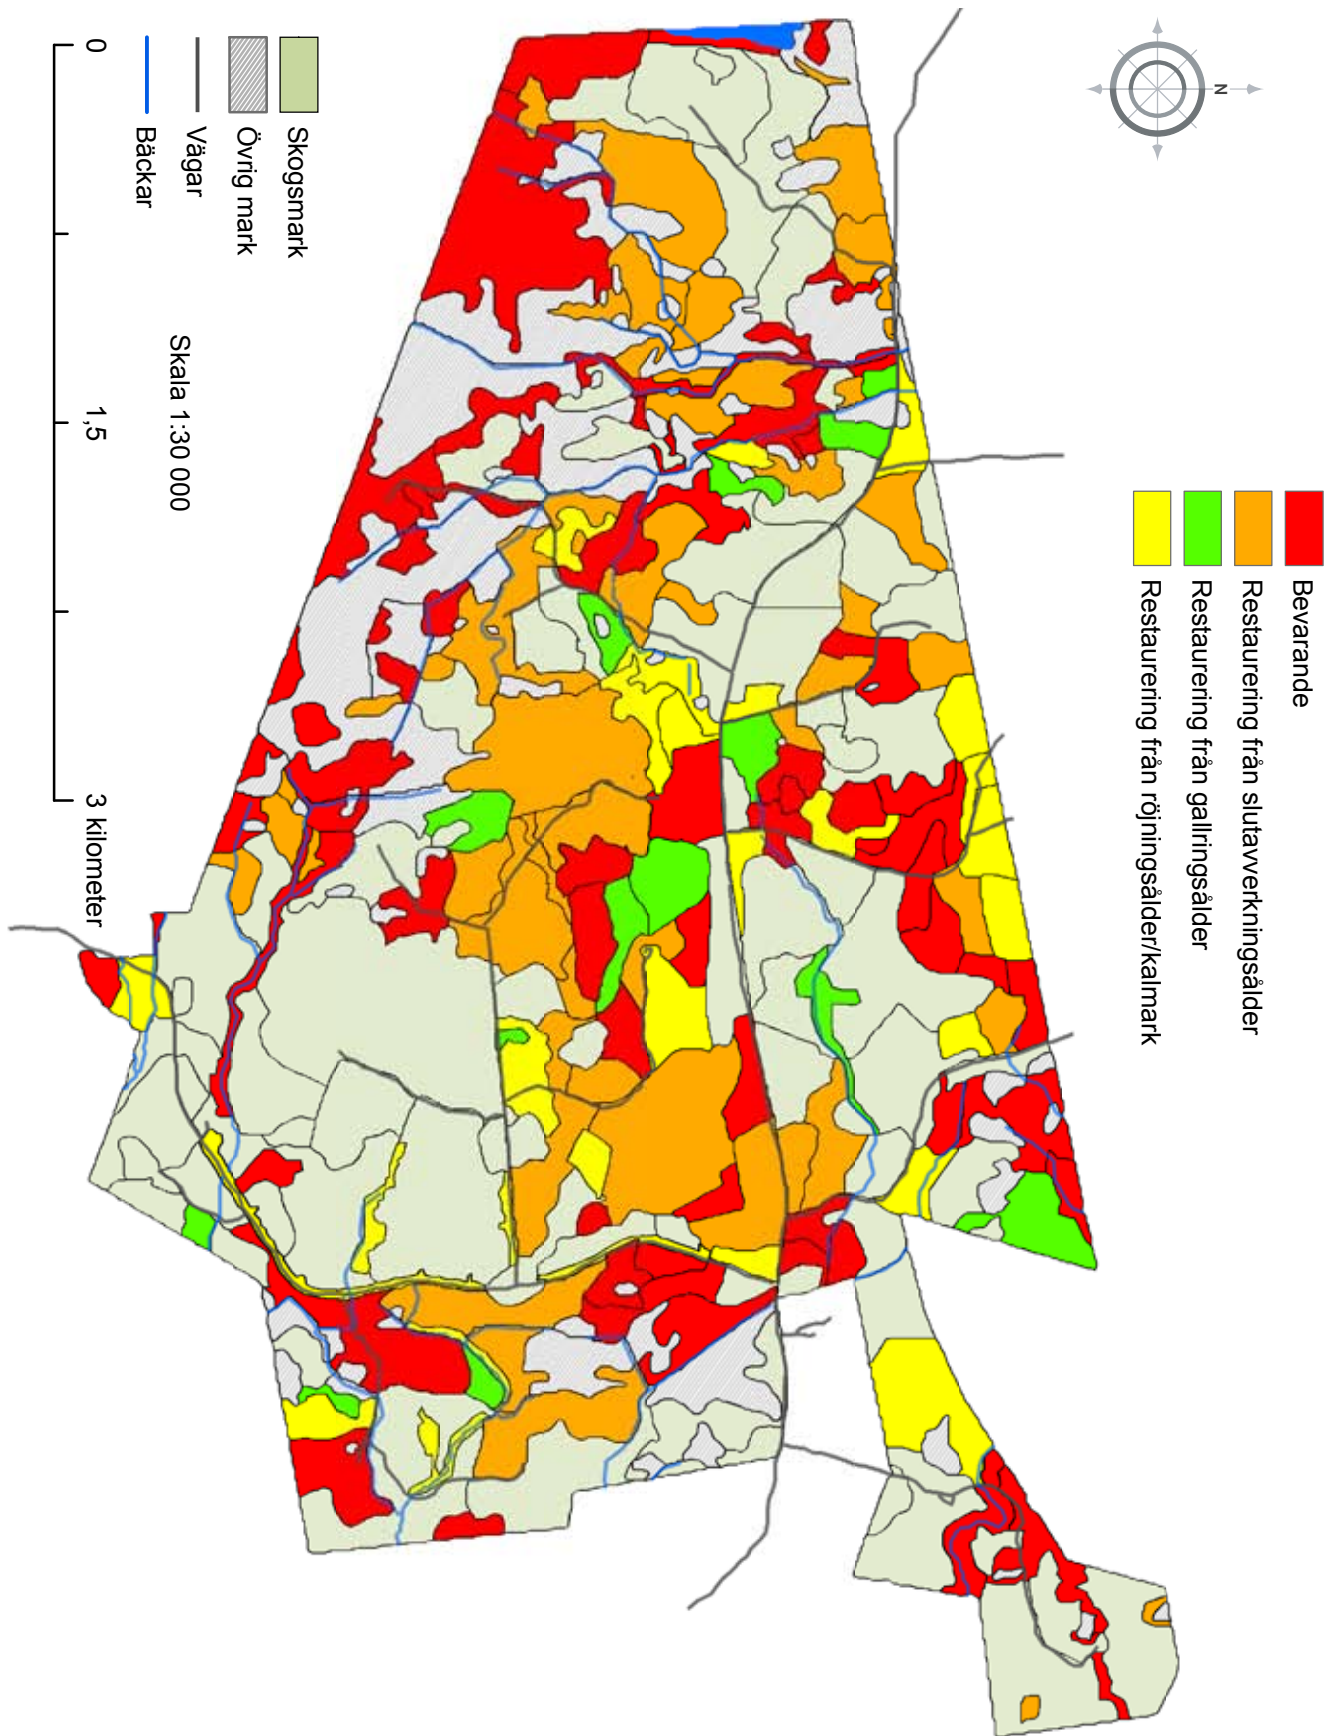 N
Bevarande
Restaurering från slutavverkningsålder
Restaurering från gallringsålder
Restaurering från röjningsålder/kalmark
Skogsmark
Övrig mark
Vägar
Bäckar
Skala 1:30 000
0 1,5 3 kilometer